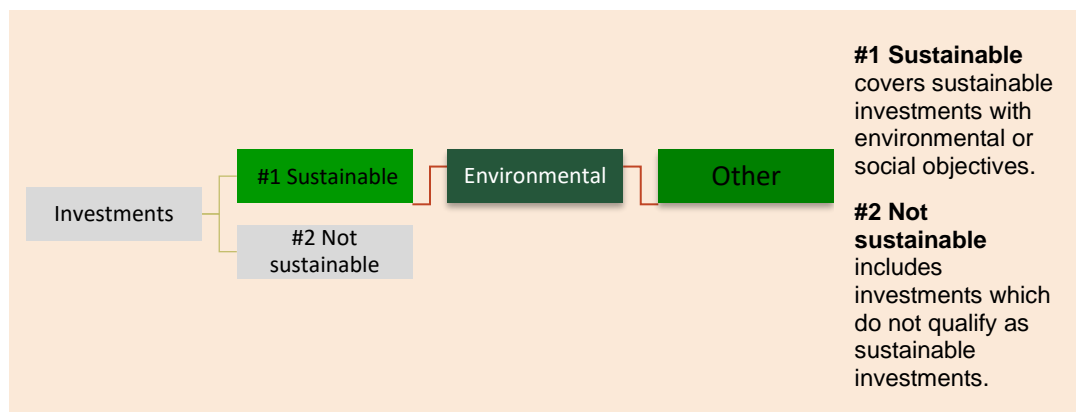 Investments
#1 Sustainable
#2 Not
sustainable
Environmental
Other
#1 Sustainable
covers sustainable
investments with
environmental or
social objectives.
#2 Not
sustainable
includes
investments which
do not qualify as
sustainable
investments.